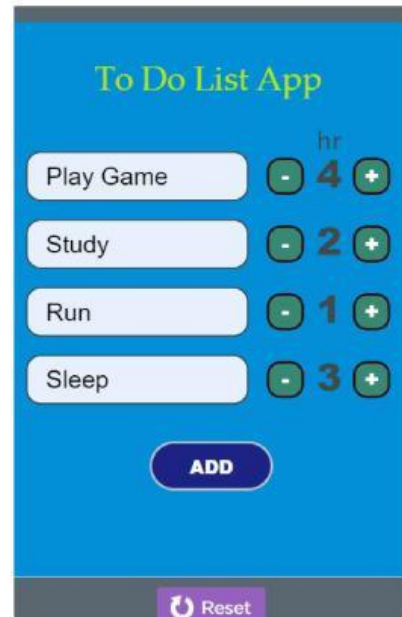 To Do List App
hr
Play Game - 4 +
Study - 2 +
Run - 1 +
Sleep - 3 +
ADD
Reset